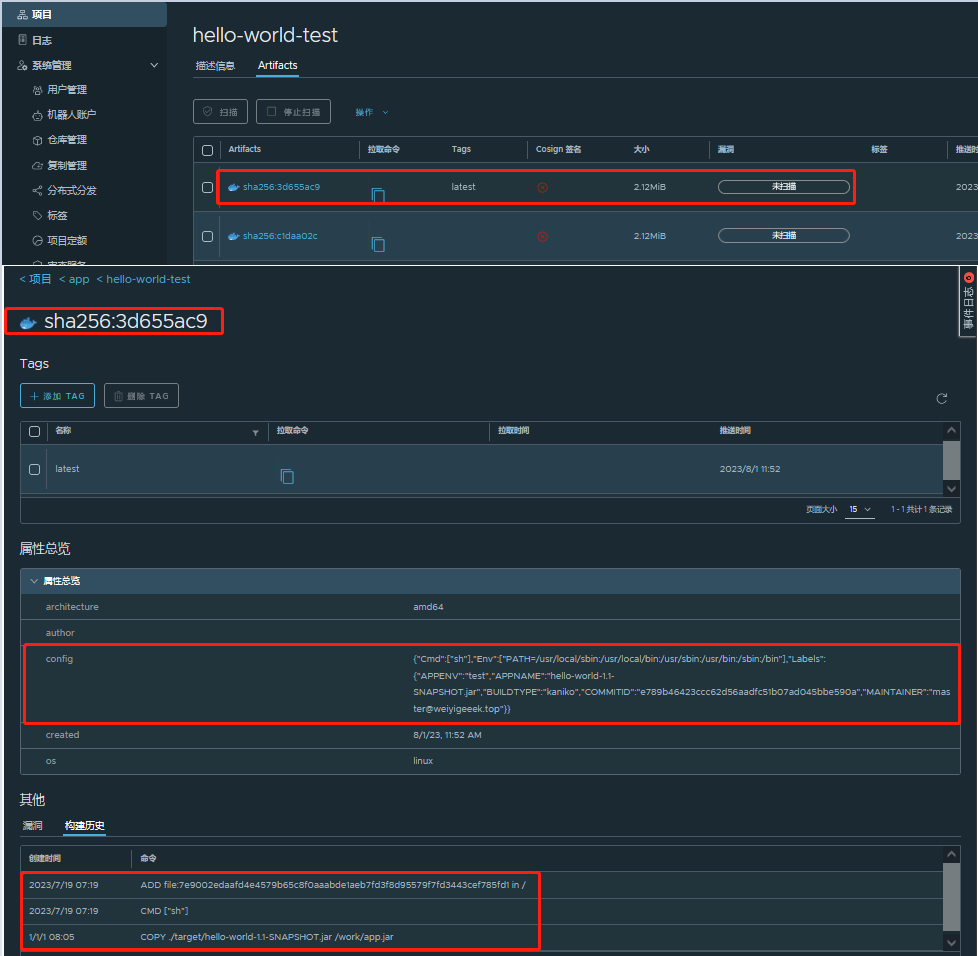 项目
日志
系统管理
用户管理
机器人账户
仓库管理
复制管理
分布式分发
标签
项目定额
hello-world-test
描述信息 Artifacts
扫描 停止扫描 操作
Artifacts 拉取命令 Tags Cosign 签名 大小 漏洞 标签 推送时
sha256:3d655ac9 latest 2.12MiB 未扫描 2023
sha256:c1daa02c 2.12MiB 未扫描 2023
< 项目 < app < hello-world-test
事件日志
sha256:3d655ac9
Tags
添加 TAG 删除 TAG
名称 拉取命令 拉取时间 推送时间
latest 2023/8/1 11:52
页面大小 15 1 - 1 共计 1 条记录
属性总览
属性总览
architecture amd64
author
config {"Cmd":["sh"],"Env":["PATH=/usr/local/sbin:/usr/local/bin:/usr/sbin:/usr/bin:/sbin:/bin"],"Labels":
{"APPENV":"test","APPNAME":"hello-world-1.1-
SNAPSHOT.jar","BUILDTYPE":"kaniko","COMMITID":"e789b46423ccc62d56aadfc51b07ad045bbe590a","MAINTAINER":"mas
ter@weiyigeeek.top"}}
created 8/1/23, 11:52 AM
os linux
其他
漏洞 构建历史
创建时间 命令
2023/7/19 07:19 ADD file:7e9002edaafd4e4579b65c8f0aaabde1aeb7fd3f8d95579f7fd3443cef785fd1 in /
2023/7/19 07:19 CMD ["sh"]
1/1/1 08:05 COPY ./target/hello-world-1.1-SNAPSHOT.jar /work/app.jar